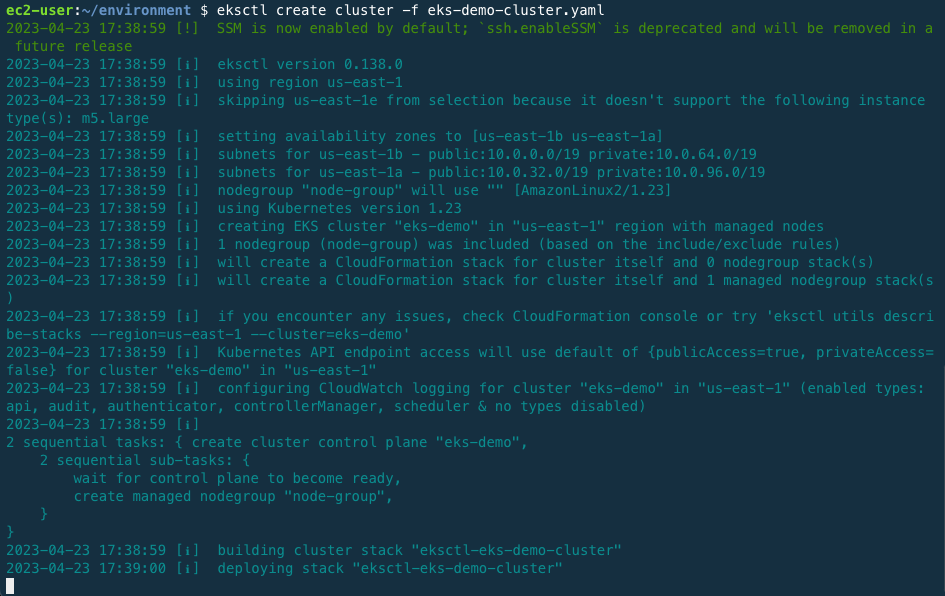 ec2-user:~/environment $ eksctl create cluster -f eks-demo-cluster.yaml
2023-04-23 17:38:59 [!]  SSM is now enabled by default; `ssh.enableSSM` is deprecated and will be removed in a
 future release
2023-04-23 17:38:59 [ℹ]  eksctl version 0.138.0
2023-04-23 17:38:59 [ℹ]  using region us-east-1
2023-04-23 17:38:59 [ℹ]  skipping us-east-1e from selection because it doesn't support the following instance
type(s): m5.large
2023-04-23 17:38:59 [ℹ]  setting availability zones to [us-east-1b us-east-1a]
2023-04-23 17:38:59 [ℹ]  subnets for us-east-1b - public:10.0.0.0/19 private:10.0.64.0/19
2023-04-23 17:38:59 [ℹ]  subnets for us-east-1a - public:10.0.32.0/19 private:10.0.96.0/19
2023-04-23 17:38:59 [ℹ]  nodegroup "node-group" will use "" [AmazonLinux2/1.23]
2023-04-23 17:38:59 [ℹ]  using Kubernetes version 1.23
2023-04-23 17:38:59 [ℹ]  creating EKS cluster "eks-demo" in "us-east-1" region with managed nodes
2023-04-23 17:38:59 [ℹ]  1 nodegroup (node-group) was included (based on the include/exclude rules)
2023-04-23 17:38:59 [ℹ]  will create a CloudFormation stack for cluster itself and 0 nodegroup stack(s)
2023-04-23 17:38:59 [ℹ]  will create a CloudFormation stack for cluster itself and 1 managed nodegroup stack(s
)
2023-04-23 17:38:59 [ℹ]  if you encounter any issues, check CloudFormation console or try 'eksctl utils descri
be-stacks --region=us-east-1 --cluster=eks-demo'
2023-04-23 17:38:59 [ℹ]  Kubernetes API endpoint access will use default of {publicAccess=true, privateAccess=
false} for cluster "eks-demo" in "us-east-1"
2023-04-23 17:38:59 [ℹ]  configuring CloudWatch logging for cluster "eks-demo" in "us-east-1" (enabled types:
api, audit, authenticator, controllerManager, scheduler & no types disabled)
2023-04-23 17:38:59 [ℹ]
2 sequential tasks: { create cluster control plane "eks-demo",
    2 sequential sub-tasks: {
        wait for control plane to become ready,
        create managed nodegroup "node-group",
    }
}
2023-04-23 17:38:59 [ℹ]  building cluster stack "eksctl-eks-demo-cluster"
2023-04-23 17:39:00 [ℹ]  deploying stack "eksctl-eks-demo-cluster"